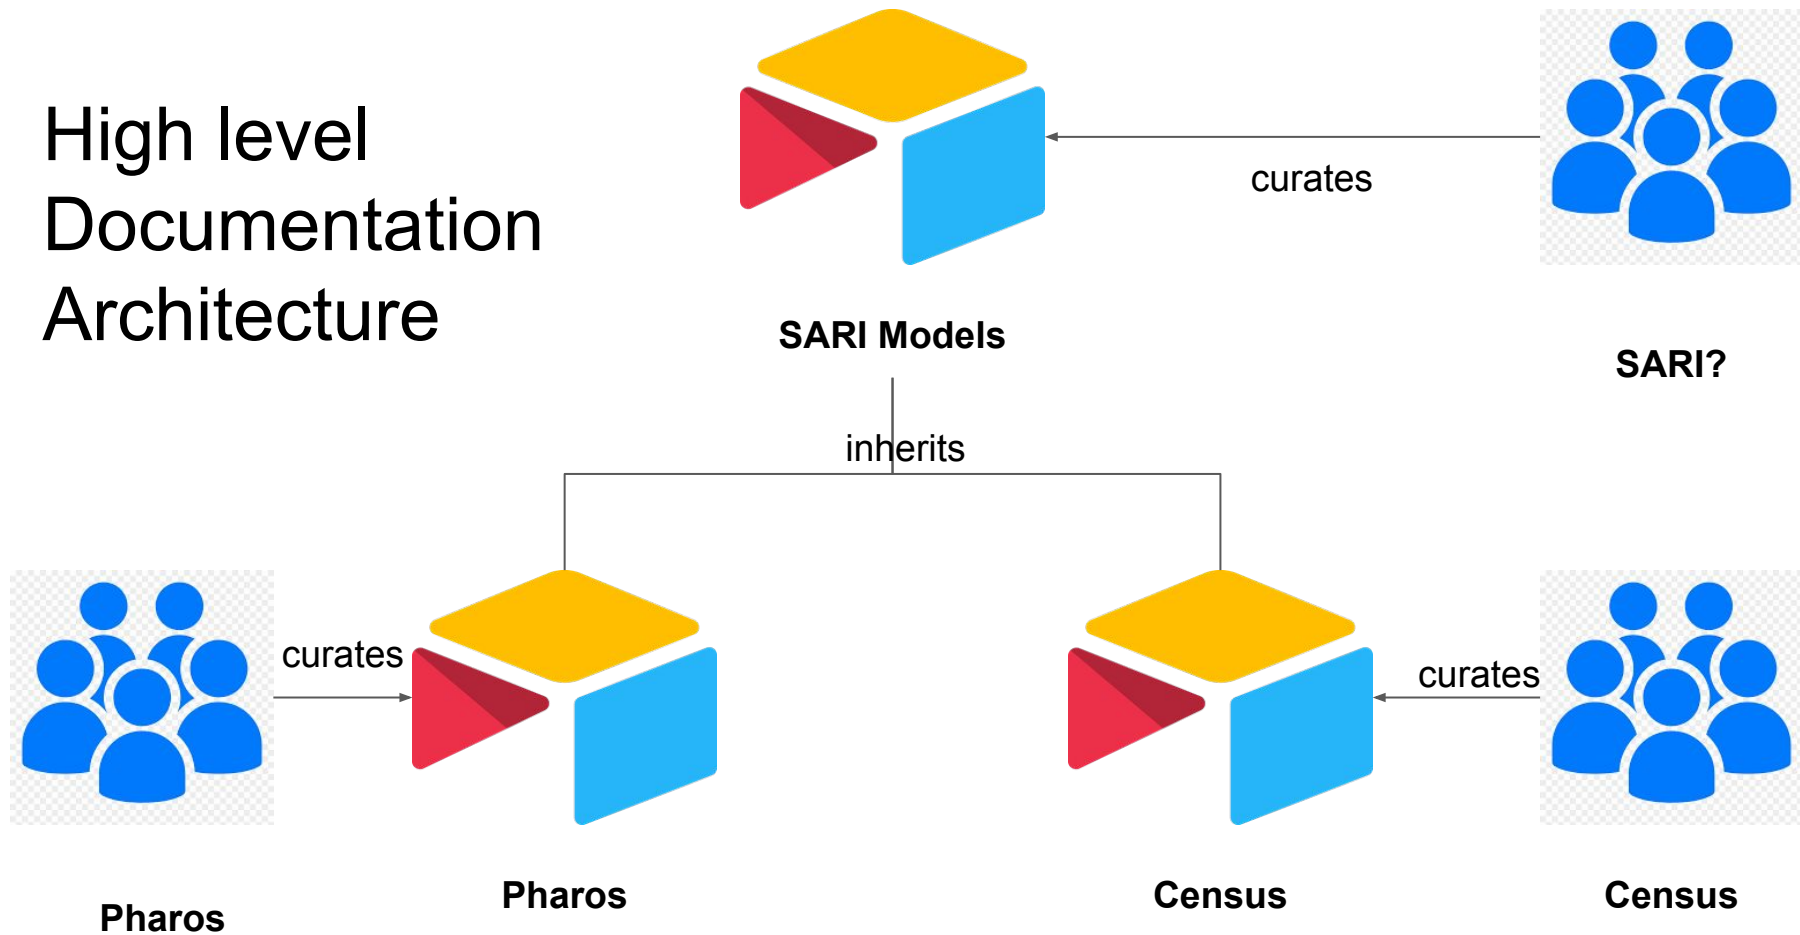 High level
Documentation
Architecture
curates
SARI Models
SARI?
inherits
curates
curates
Pharos
Pharos
Census
Census